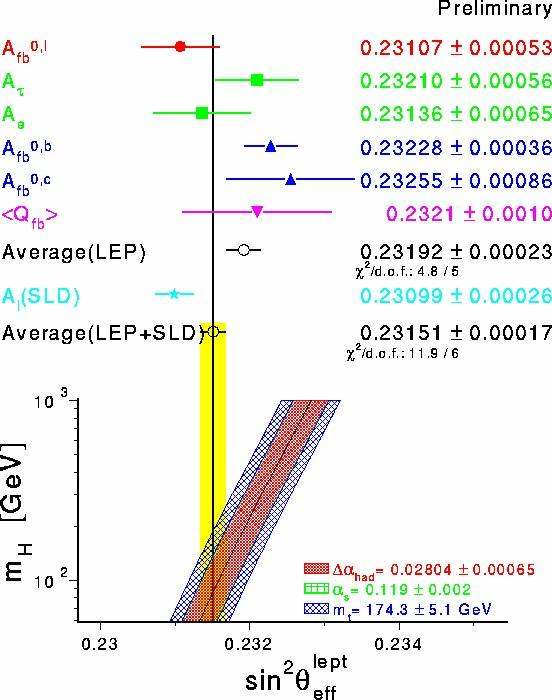 Preliminary
A_fb^0,l 0.23107 ± 0.00053
A_τ 0.23210 ± 0.00056
A_e 0.23136 ± 0.00065
A_fb^0,b 0.23228 ± 0.00036
A_fb^0,c 0.23255 ± 0.00086
<Q_fb> 0.2321 ± 0.0010
Average(LEP) 0.23192 ± 0.00023
χ²/d.o.f.: 4.8 / 5
A_l(SLD) 0.23099 ± 0.00026
Average(LEP+SLD) 0.23151 ± 0.00017
χ²/d.o.f.: 11.9 / 6
10³
m_H [GeV]
10²
Δα_had= 0.02804 ± 0.00065
α_s= 0.119 ± 0.002
m_t= 174.3 ± 5.1 GeV
0.23 0.232 0.234
sin²θ_eff^lept